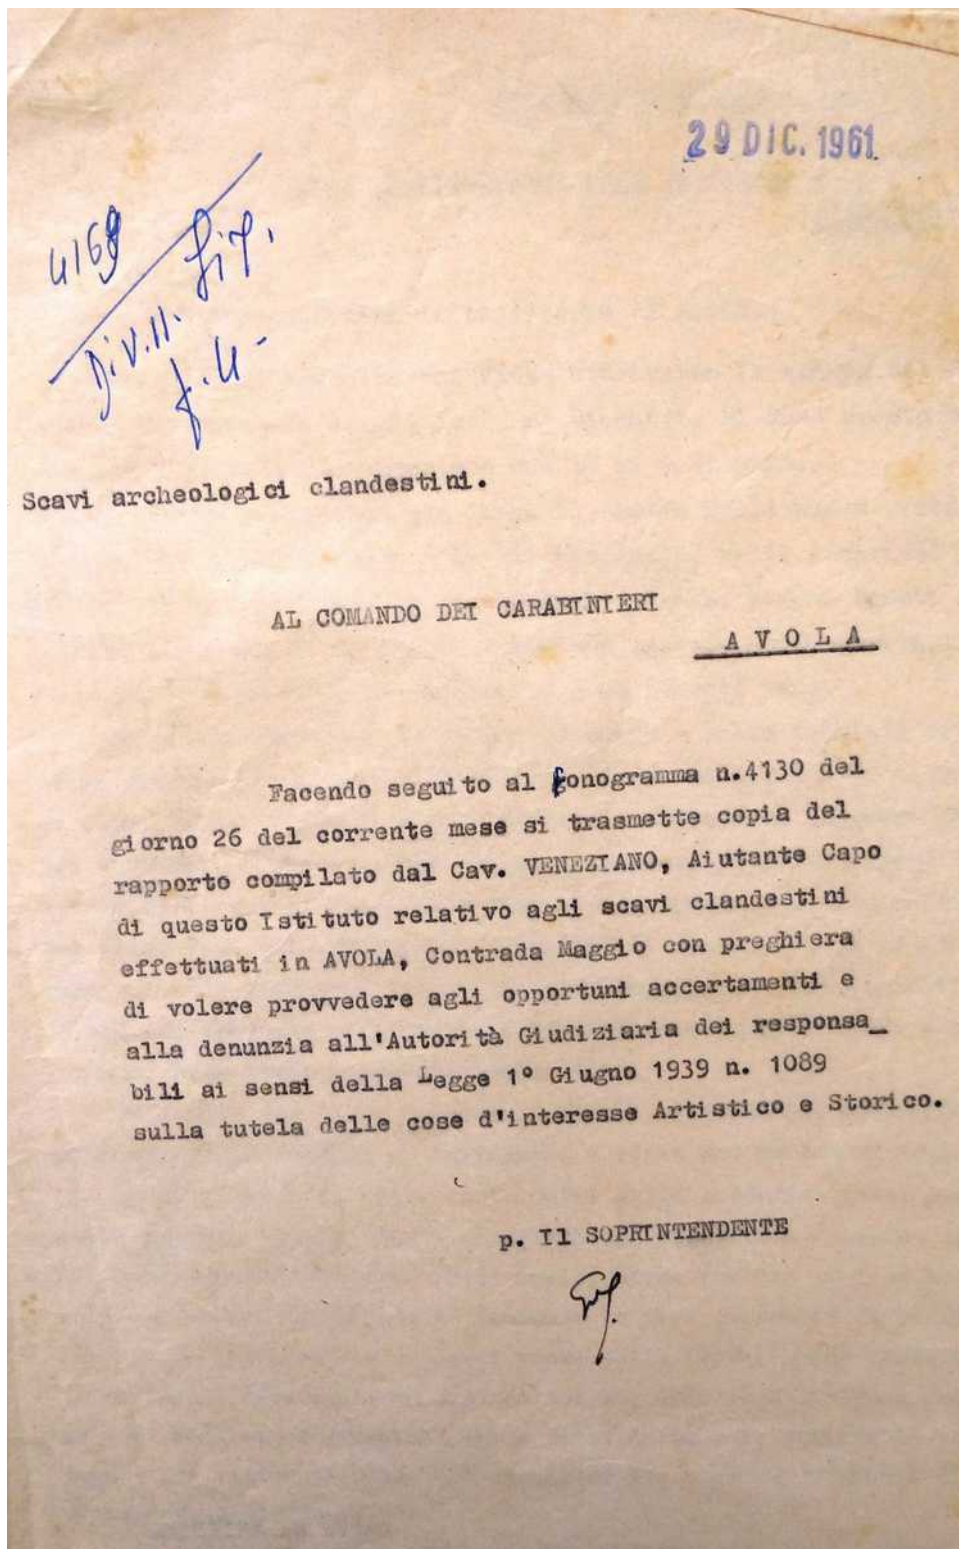 29 DIC. 1961
4169
Div. II.
Scavi archeologici clandestini.
AL COMANDO DEI CARABINIERI
A V O L A
Facendo seguito al fonogramma n.4130 del
giorno 26 del corrente mese si trasmette copia del
rapporto compilato dal Cav. VENEZIANO, Aiutante Capo
di questo Istituto relativo agli scavi clandestini
effettuati in AVOLA, Contrada Maggio con preghiera
di volere provvedere agli opportuni accertamenti e
alla denunzia all'Autorità Giudiziaria dei responsa_
bili ai sensi della Legge 1° Giugno 1939 n. 1089
sulla tutela delle cose d'interesse Artistico e Storico.
p. Il SOPRINTENDENTE